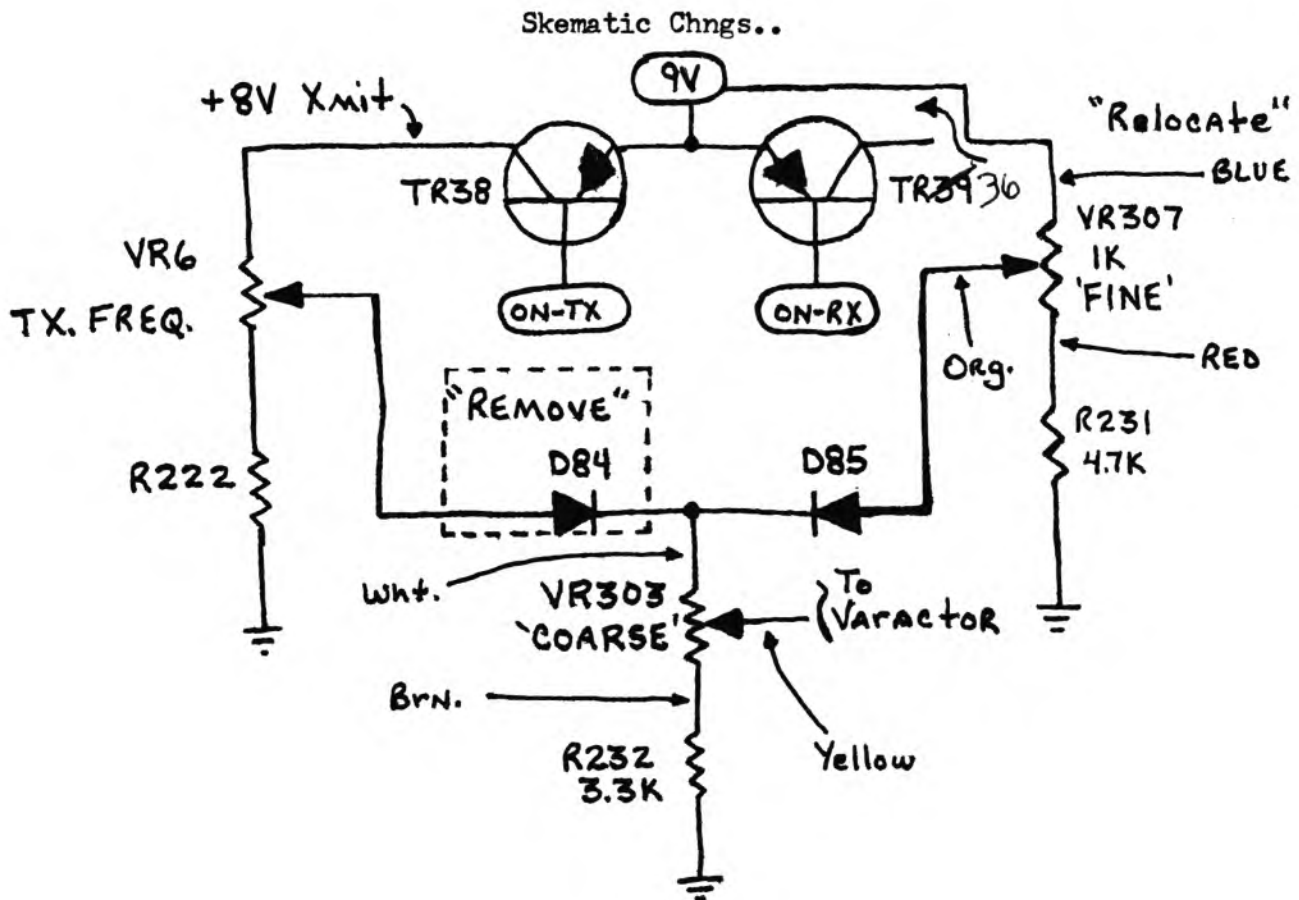 Skematic Chngs..
9V
+8V Xmit
"Relocate"
BLUE
TR38
TR3936
VR6
TX. FREQ.
VR307
1K
'FINE'
ON-TX
ON-RX
Org.
RED
"REMOVE"
R222
D84
D85
R231
4.7K
Wht.
VR303
'COARSE'
To
Varactor
Brn.
Yellow
R232
3.3K